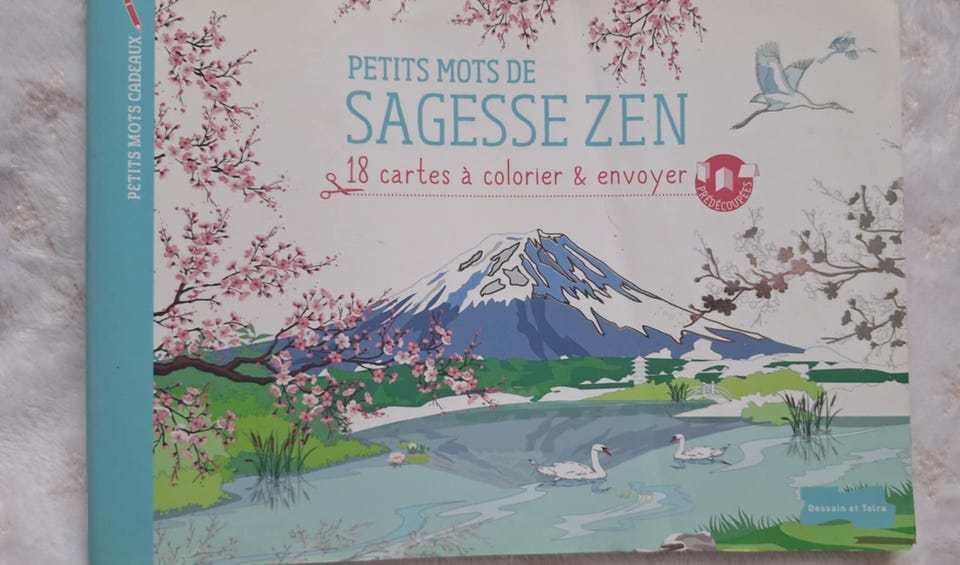 PETITS MOTS CADEAUX
PETITS MOTS DE
SAGESSE ZEN
18 cartes à colorier & envoyer
PRÉDÉCOUPÉES
Dessain et Tolra